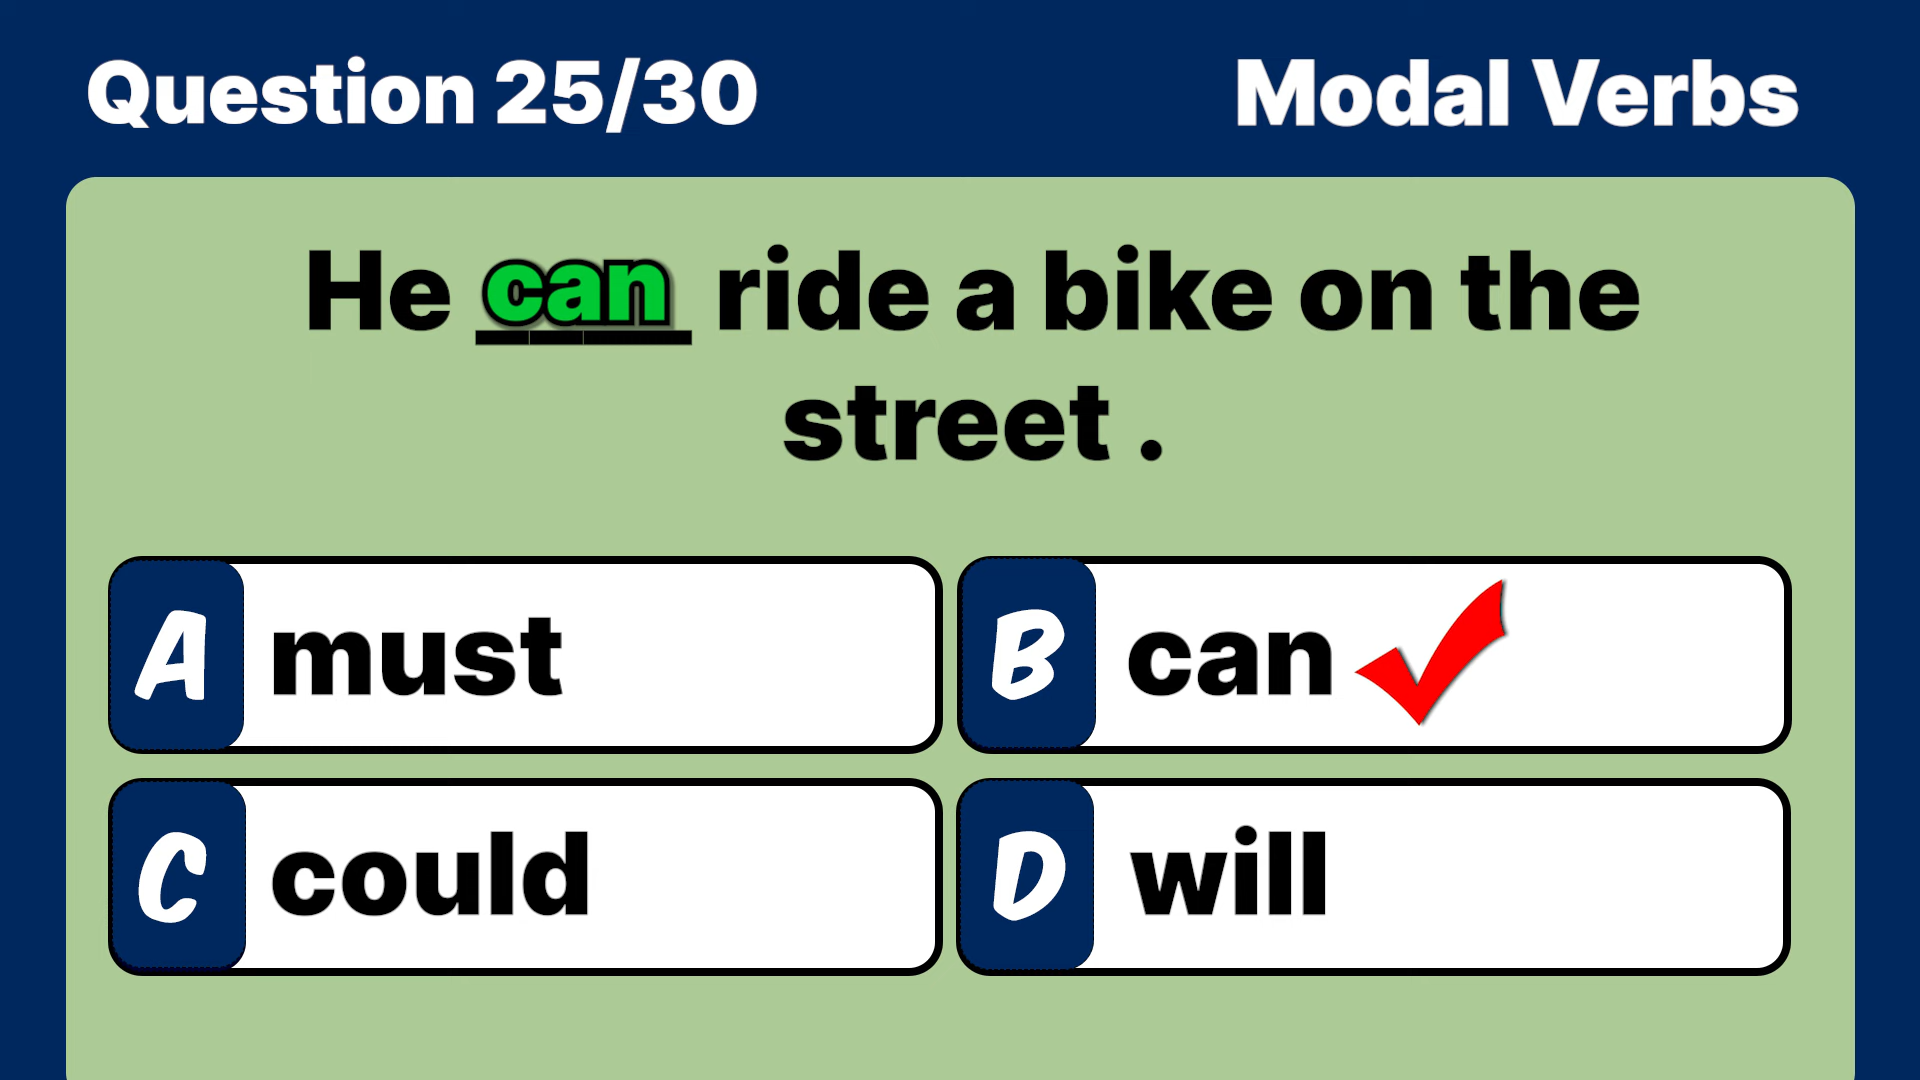 Question 25/30
Modal Verbs
He can ride a bike on the
street .
A must
B can
C could
D will